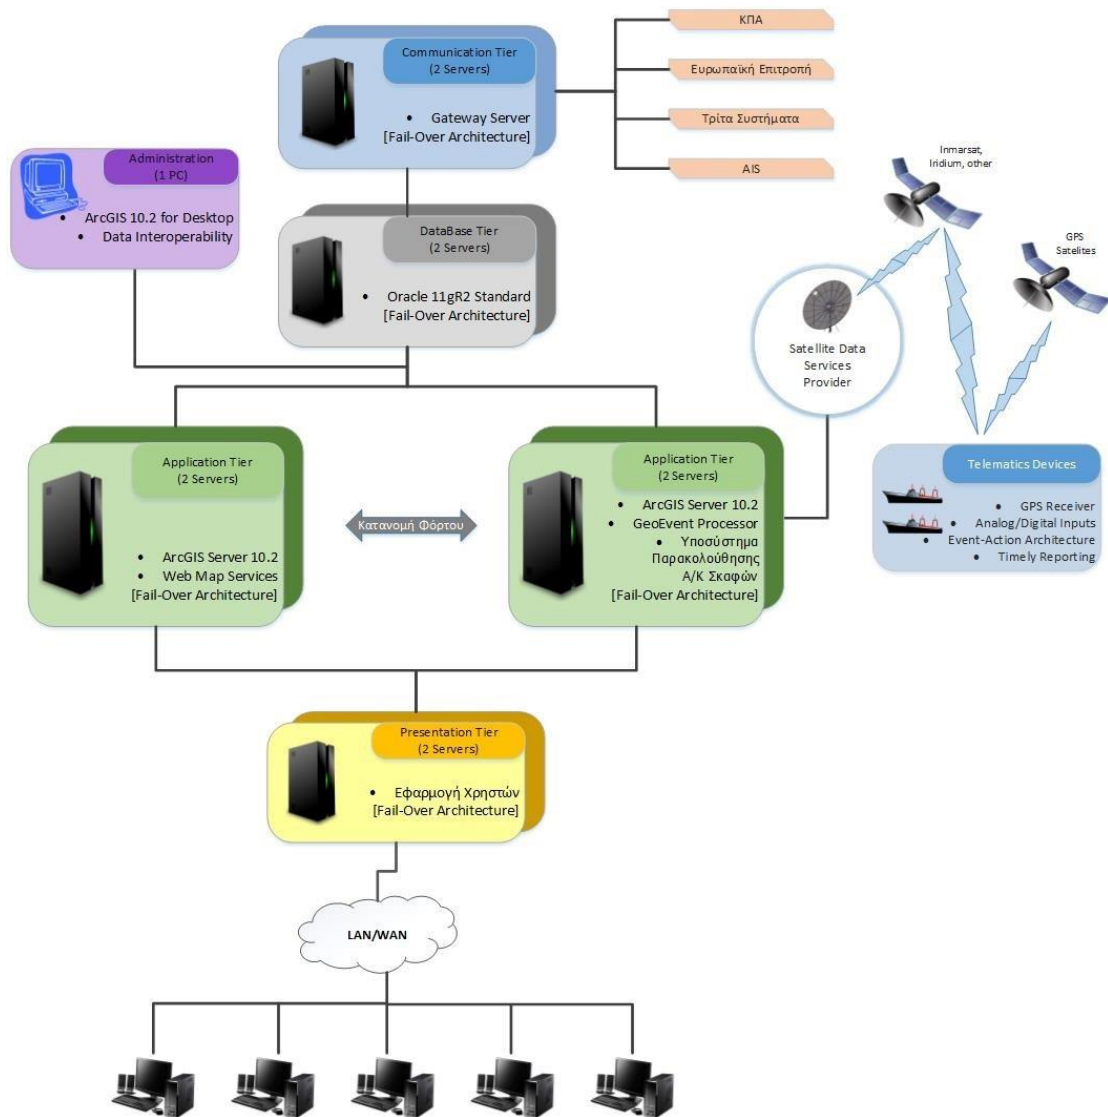 Communication Tier
(2 Servers)
• Gateway Server
[Fail-Over Architecture]
ΚΠΑ
Ευρωπαϊκή Επιτροπή
Τρίτα Συστήματα
AIS
Administration
(1 PC)
• ArcGIS 10.2 for Desktop
• Data Interoperability
DataBase Tier
(2 Servers)
• Oracle 11gR2 Standard
[Fail-Over Architecture]
Inmarsat,
Iridium, other
GPS
Satelites
Satellite Data
Services
Provider
Application Tier
(2 Servers)
• ArcGIS Server 10.2
• Web Map Services
[Fail-Over Architecture]
Κατανομή Φόρτου
Application Tier
(2 Servers)
• ArcGIS Server 10.2
• GeoEvent Processor
• Υποσύστημα
Παρακολούθησης
Α/Κ Σκαφών
[Fail-Over Architecture]
Telematics Devices
• GPS Receiver
• Analog/Digital Inputs
• Event-Action Architecture
• Timely Reporting
Presentation Tier
(2 Servers)
• Εφαρμογή Χρηστών
[Fail-Over Architecture]
LAN/WAN